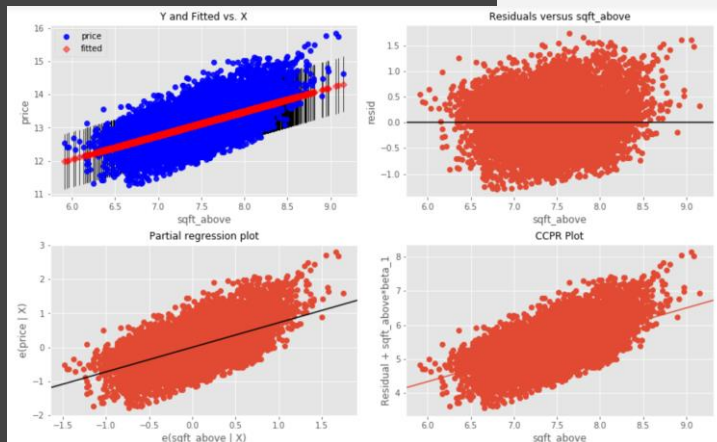 Y and Fitted vs. X
price
fitted
price
16
15
14
13
12
11
6.0 6.5 7.0 7.5 8.0 8.5 9.0
sqft_above
Residuals versus sqft_above
resid
1.5
1.0
0.5
0.0
-0.5
-1.0
6.0 6.5 7.0 7.5 8.0 8.5 9.0
sqft_above
Partial regression plot
e(price | X)
3
2
1
0
-1
-2
-1.5 -1.0 -0.5 0.0 0.5 1.0 1.5
e(sqft_above | X)
CCPR Plot
Residual + sqft_above*beta_1
8
7
6
5
4
6.0 6.5 7.0 7.5 8.0 8.5 9.0
sqft_above